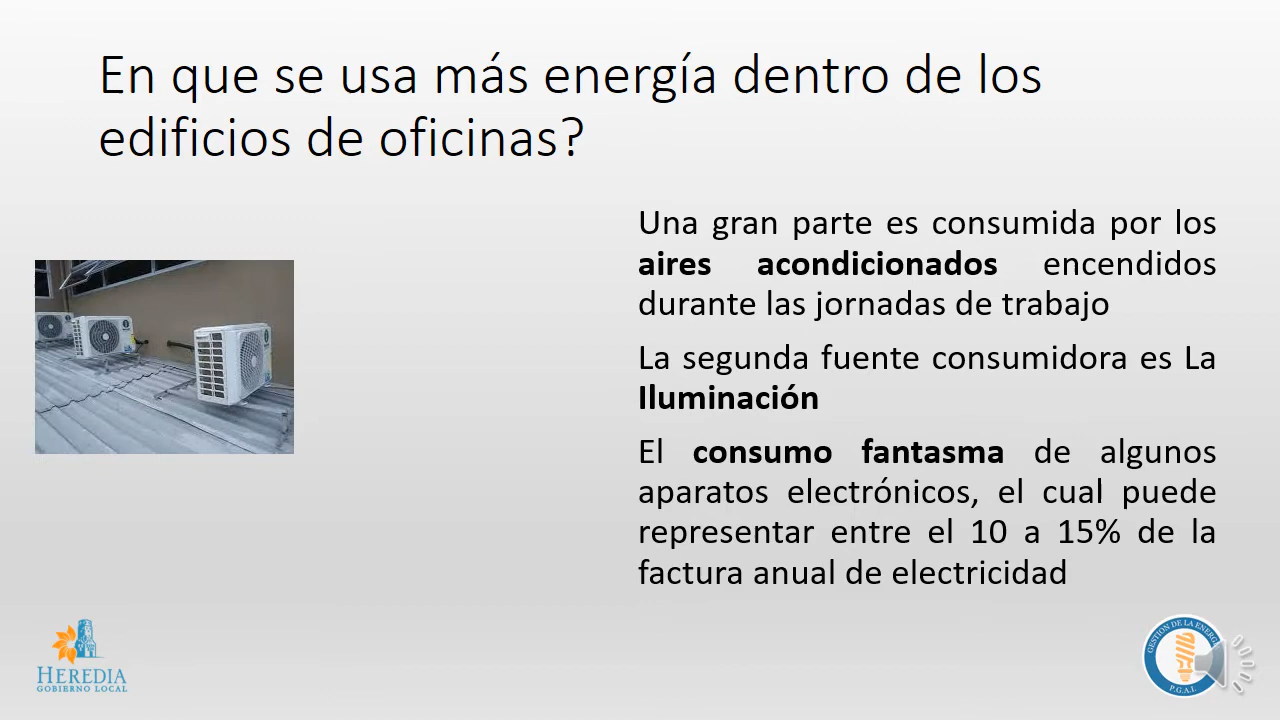 En que se usa más energía dentro de los
edificios de oficinas?
Una gran parte es consumida por los
aires acondicionados encendidos
durante las jornadas de trabajo
La segunda fuente consumidora es La
Iluminación
El consumo fantasma de algunos
aparatos electrónicos, el cual puede
representar entre el 10 a 15% de la
factura anual de electricidad
HEREDIA
GOBIERNO LOCAL
GESTIÓN DE LA
P.G.A.I.